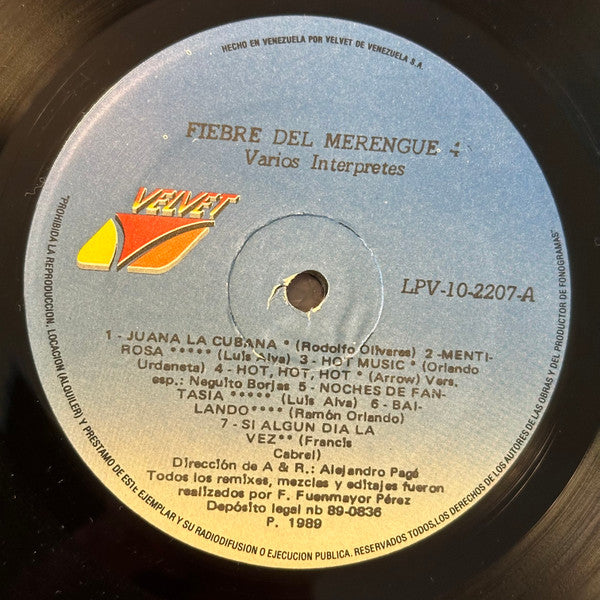 HECHO EN VENEZUELA POR VELVET DE VENEZUELA S.A.
FIEBRE DEL MERENGUE 4
Varios Interpretes
VELVET
LPV-10-2207-A
1 - JUANA LA CUBANA * (Rodolfo Olivares) 2 -MENTI-
ROSA ***** (Luis Alva) 3 - HOT MUSIC * (Orlando
Urdaneta) 4 - HOT, HOT, HOT * (Arrow) Vers.
esp.: Neguito Borjas 5 - NOCHES DE FAN-
TASIA ***** (Luis Alva) 6 - BAI-
LANDO**** (Ramón Orlando)
7 - SI ALGUN DIA LA
VEZ** (Francis
Cabrel)
Dirección de A & R.: Alejandro Pagé
Todos los remixes, mezclas y editajes fueron
realizados por F. Fuenmayor Pérez
Depósito legal nb 89-0836
P. 1989
"PROHIBIDA LA REPRODUCCION, LOCACION (ALQUILER) Y PRESTAMO DE ESTE EJEMPLAR Y SU RADIODIFUSION O EJECUCION PUBLICA. RESERVADOS TODOS, LOS DERECHOS DE LOS AUTORES DE LAS OBRAS Y DEL PRODUCTOR DE FONOGRAMAS"